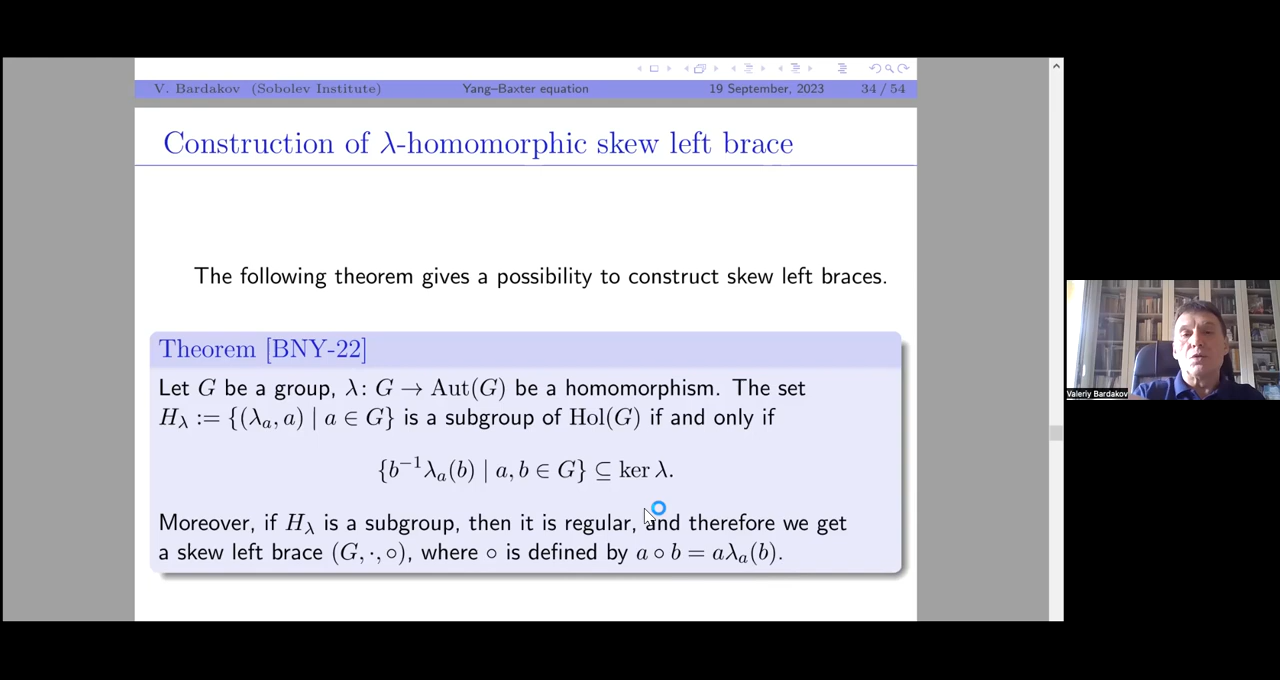 V. Bardakov (Sobolev Institute) Yang–Baxter equation 19 September, 2023 34 / 54
Construction of λ-homomorphic skew left brace
The following theorem gives a possibility to construct skew left braces.
Theorem [BNY-22]
Let G be a group, λ: G → Aut(G) be a homomorphism. The set
H_λ := {(λ_a, a) | a ∈ G} is a subgroup of Hol(G) if and only if
{b⁻¹λ_a(b) | a, b ∈ G} ⊆ ker λ.
Moreover, if H_λ is a subgroup, then it is regular, and therefore we get
a skew left brace (G, ·, ∘), where ∘ is defined by a ∘ b = aλ_a(b).
Valeriy Bardakov